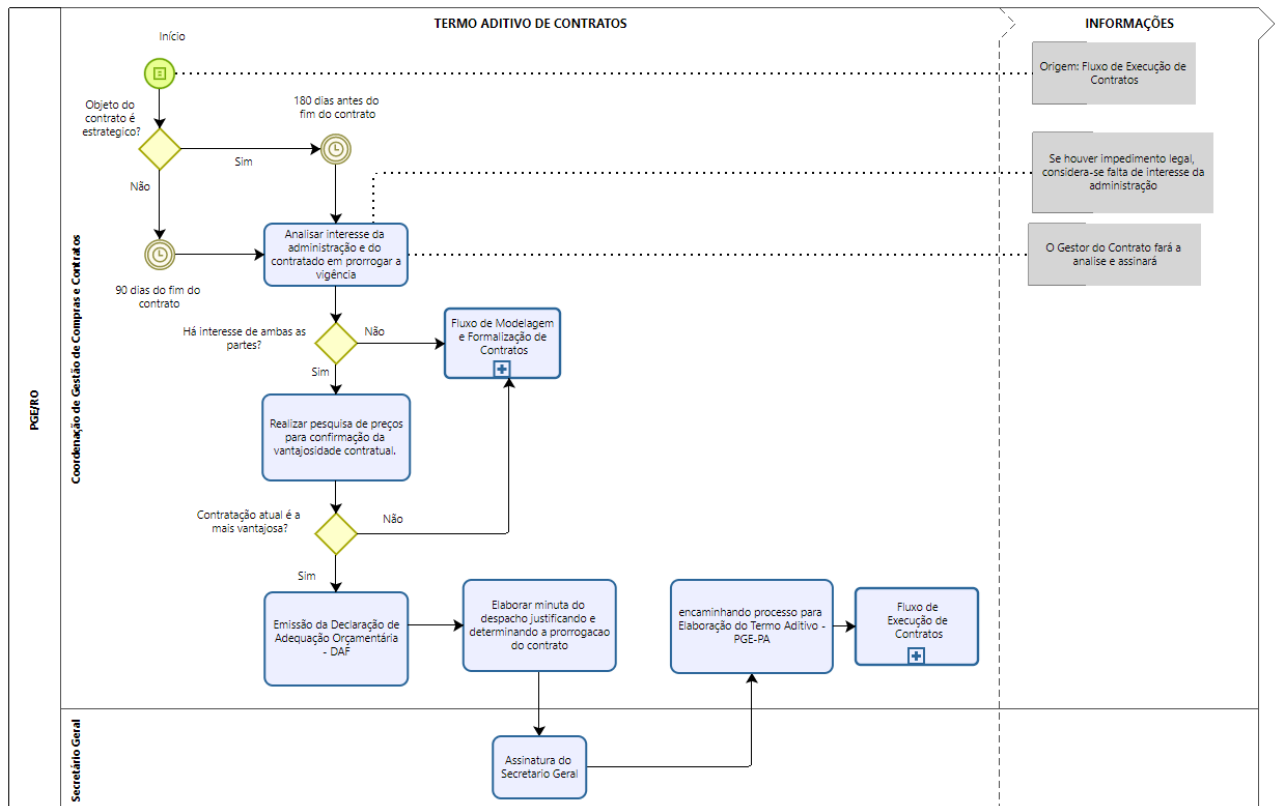 TERMO ADITIVO DE CONTRATOS
INFORMAÇÕES
PGE/RO
Coordenação de Gestão de Compras e Contratos
Início
Origem: Fluxo de Execução de
Contratos
Objeto do
contrato é
estrategico?
180 dias antes do
fim do contrato
Sim
Não
Se houver impedimento legal,
considera-se falta de interesse da
administração
90 dias do fim do
contrato
Analisar interesse da
administração e do
contratado em prorrogar a
vigência
O Gestor do Contrato fará a
analise e assinará
Há interesse de ambas as
partes?
Não
Sim
Fluxo de Modelagem
e Formalização de
Contratos
Realizar pesquisa de preços
para confirmação da
vantajosidade contratual.
Contratação atual é a
mais vantajosa?
Não
Sim
Emissão da Declaração de
Adequação Orçamentária
- DAF
Elaborar minuta do
despacho justificando e
determinando a prorrogacao
do contrato
encaminhando processo para
Elaboração do Termo Aditivo -
PGE-PA
Fluxo de
Execução de
Contratos
Secretário Geral
Assinatura do
Secretario Geral